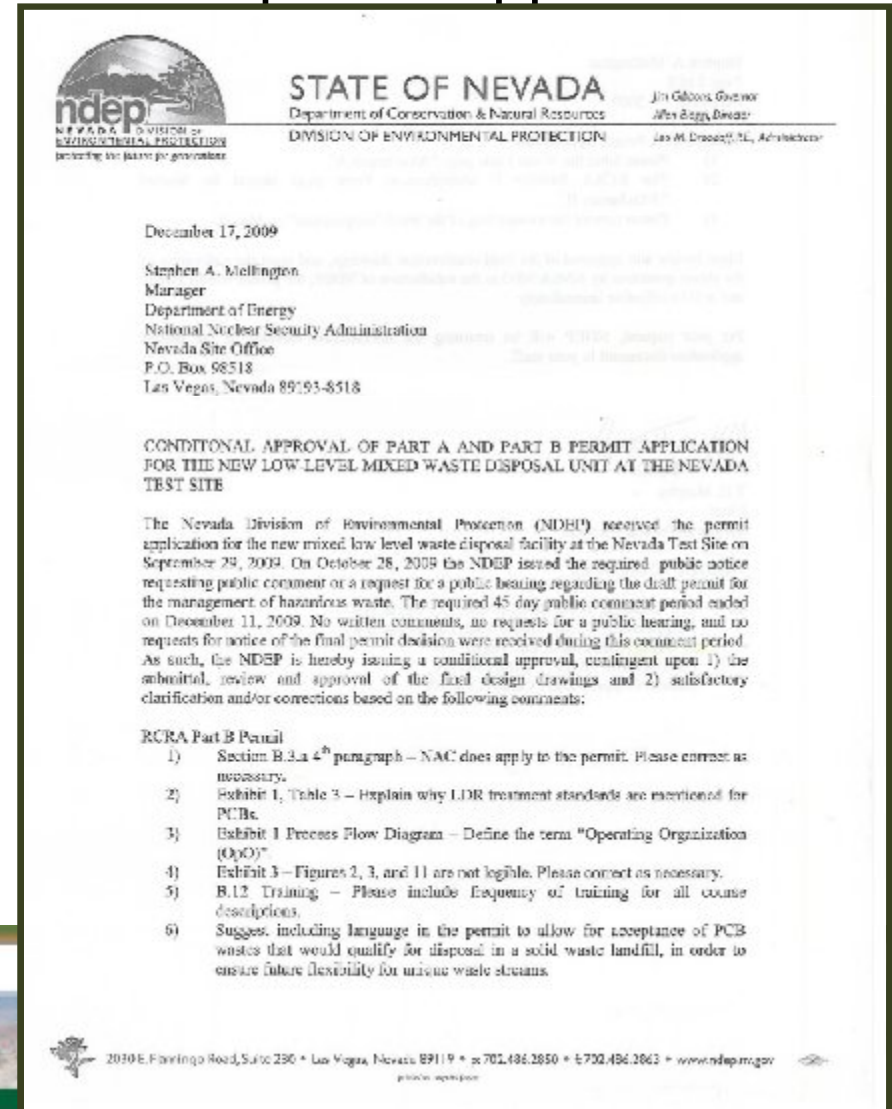 ndep
NEVADA DIVISION OF
ENVIRONMENTAL PROTECTION
protecting the future for generations
STATE OF NEVADA
Department of Conservation & Natural Resources
DIVISION OF ENVIRONMENTAL PROTECTION
Jim Gibbons, Governor
Allen Biaggi, Director
Leo M. Drozdoff, P.E., Administrator
December 17, 2009
Stephen A. Mellington
Manager
Department of Energy
National Nuclear Security Administration
Nevada Site Office
P.O. Box 98518
Las Vegas, Nevada 89193-8518
CONDITONAL APPROVAL OF PART A AND PART B PERMIT APPLICATION
FOR THE NEW LOW-LEVEL MIXED WASTE DISPOSAL UNIT AT THE NEVADA
TEST SITE
The Nevada Division of Environmental Protection (NDEP) received the permit
application for the new mixed low level waste disposal facility at the Nevada Test Site on
September 29, 2009. On October 28, 2009 the NDEP issued the required public notice
requesting public comment or a request for a public hearing regarding the draft permit for
the management of hazardous waste. The required 45 day public comment period ended
on December 11, 2009. No written comments, no requests for a public hearing, and no
requests for notice of the final permit decision were received during this comment period.
As such, the NDEP is hereby issuing a conditional approval, contingent upon 1) the
submittal, review and approval of the final design drawings and 2) satisfactory
clarification and/or corrections based on the following comments:
RCRA Part B Permit
1) Section B.3.a 4th paragraph – NAC does apply to the permit. Please correct as
necessary.
2) Exhibit 1, Table 3 – Explain why LDR treatment standards are mentioned for
PCBs.
3) Exhibit 1 Process Flow Diagram – Define the term "Operating Organization
(OpO)".
4) Exhibit 3 – Figures 2, 3, and 11 are not legible. Please correct as necessary.
5) B.12 Training – Please include frequency of training for all course
descriptions.
6) Suggest including language in the permit to allow for acceptance of PCB
wastes that would qualify for disposal in a solid waste landfill, in order to
ensure future flexibility for unique waste streams.
2030 E. Flamingo Road, Suite 230 • Las Vegas, Nevada 89119 • p: 702.486.2850 • f: 702.486.2863 • www.ndep.nv.gov